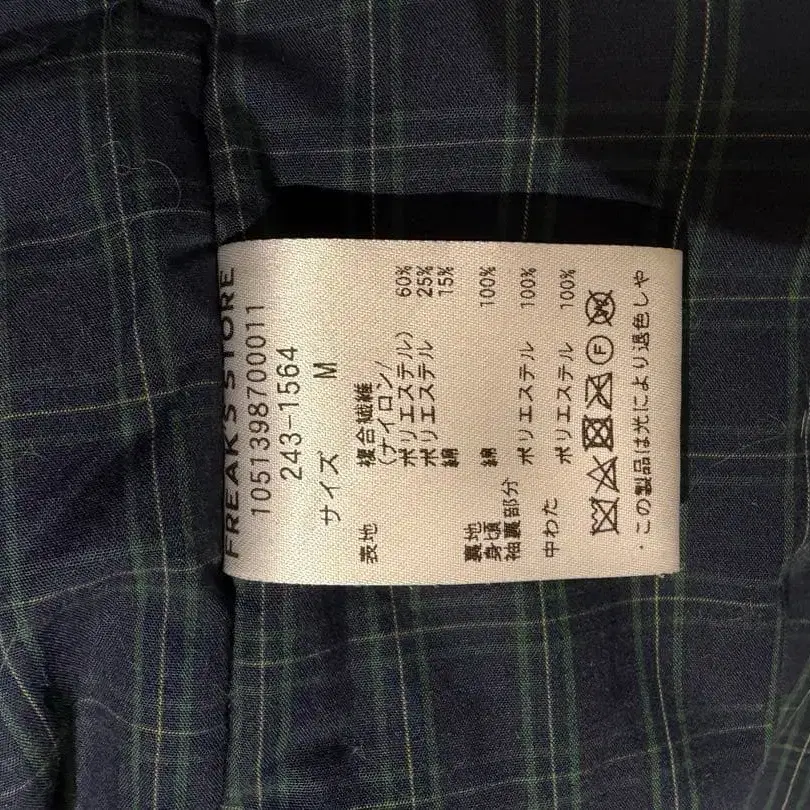 FREAK'S STORE
1051398700011
243-1564
サイズ M
表地 複合繊維
(ナイロン/
ポリエステル) 60%
ポリエステル 25%
綿 15%
裏地
身頃 綿 100%
袖裏部分 ポリエステル 100%
中わた ポリエステル 100%
F
・この製品は光により退色しや